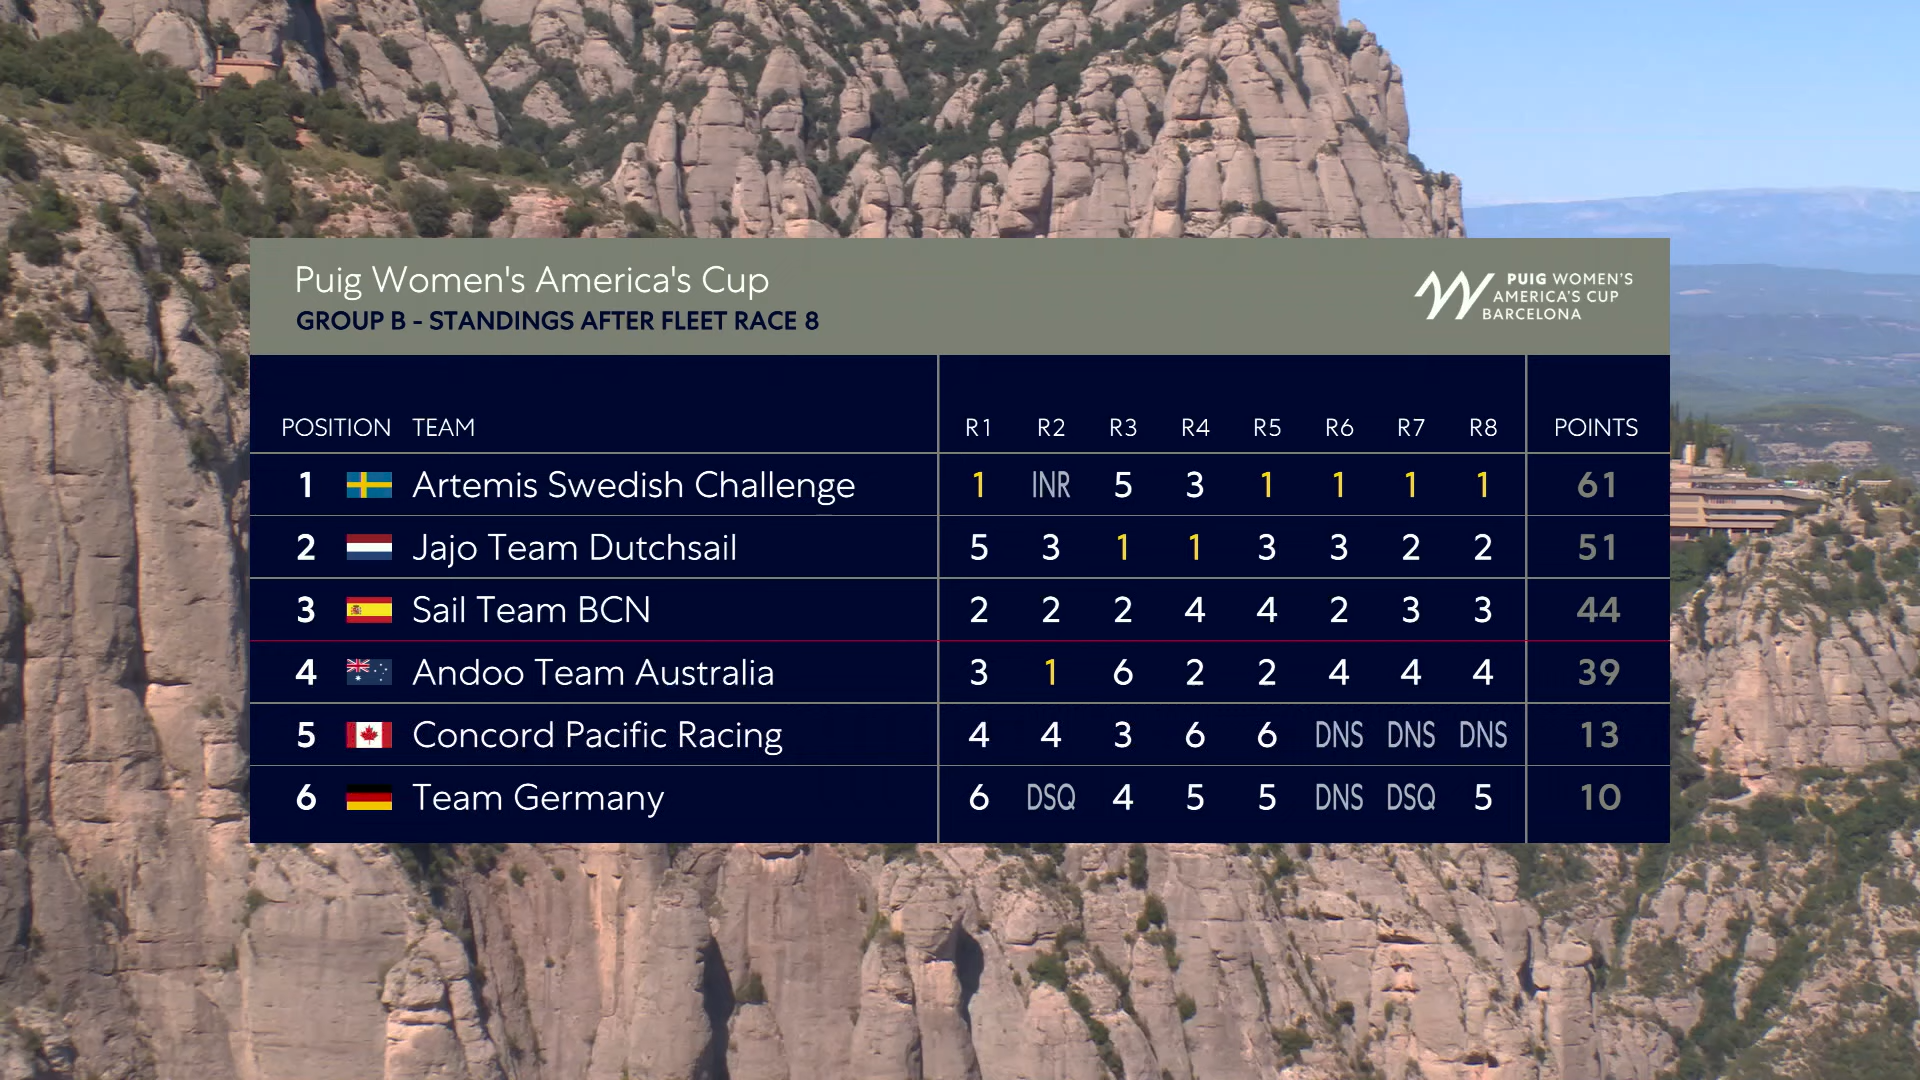 Puig Women's America's Cup
GROUP B - STANDINGS AFTER FLEET RACE 8
PUIG WOMEN'S
AMERICA'S CUP
BARCELONA
POSITION TEAM R1 R2 R3 R4 R5 R6 R7 R8 POINTS
1 Artemis Swedish Challenge 1 INR 5 3 1 1 1 1 61
2 Jajo Team Dutchsail 5 3 1 1 3 3 2 2 51
3 Sail Team BCN 2 2 2 4 4 2 3 3 44
4 Andoo Team Australia 3 1 6 2 2 4 4 4 39
5 Concord Pacific Racing 4 4 3 6 6 DNS DNS DNS 13
6 Team Germany 6 DSQ 4 5 5 DNS DSQ 5 10